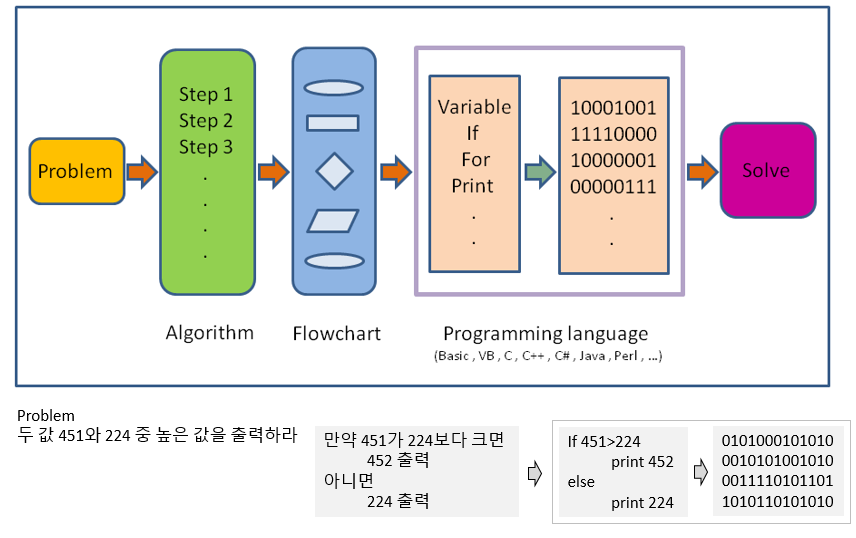 Problem
Step 1
Step 2
Step 3
.
.
.
.
Variable
If
For
Print
.
.
10001001
11110000
10000001
00000111
.
.
Solve
Algorithm
Flowchart
Programming language
(Basic , VB , C , C++ , C# , Java , Perl , ...)
Problem
두 값 451와 224 중 높은 값을 출력하라
만약 451가 224보다 크면
452 출력
아니면
224 출력
If 451>224
print 452
else
print 224
0101000101010
0010101001010
0011110101101
1010110101010